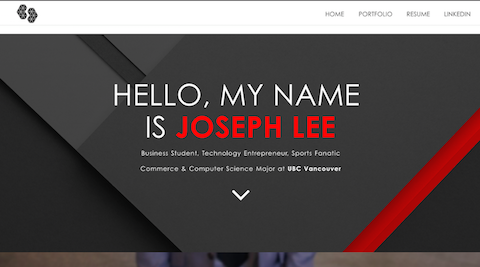 HOME PORTFOLIO RESUME LINKEDIN
HELLO, MY NAME
IS JOSEPH LEE
Business Student, Technology Entrepreneur, Sports Fanatic
Commerce & Computer Science Major at UBC Vancouver